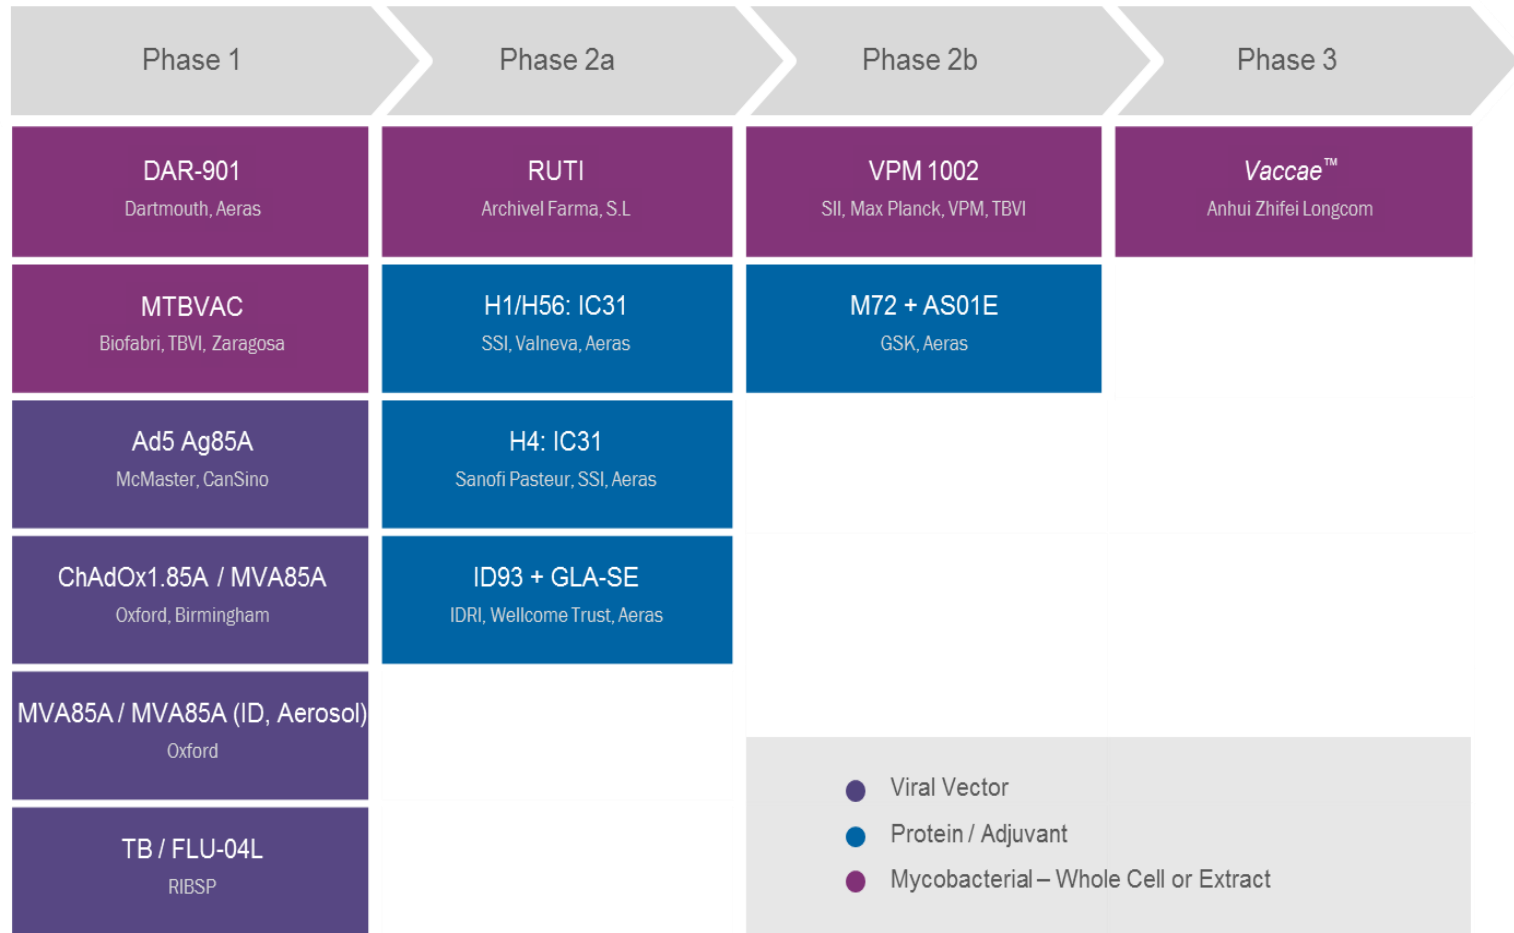 Phase 1
Phase 2a
Phase 2b
Phase 3
DAR-901
Dartmouth, Aeras
RUTI
Archivel Farma, S.L
VPM 1002
SII, Max Planck, VPM, TBVI
Vaccae™
Anhui Zhifei Longcom
MTBVAC
Biofabri, TBVI, Zaragosa
H1/H56: IC31
SSI, Valneva, Aeras
M72 + AS01E
GSK, Aeras
Ad5 Ag85A
McMaster, CanSino
H4: IC31
Sanofi Pasteur, SSI, Aeras
ChAdOx1.85A / MVA85A
Oxford, Birmingham
ID93 + GLA-SE
IDRI, Wellcome Trust, Aeras
MVA85A / MVA85A (ID, Aerosol)
Oxford
TB / FLU-04L
RIBSP
Viral Vector
Protein / Adjuvant
Mycobacterial – Whole Cell or Extract